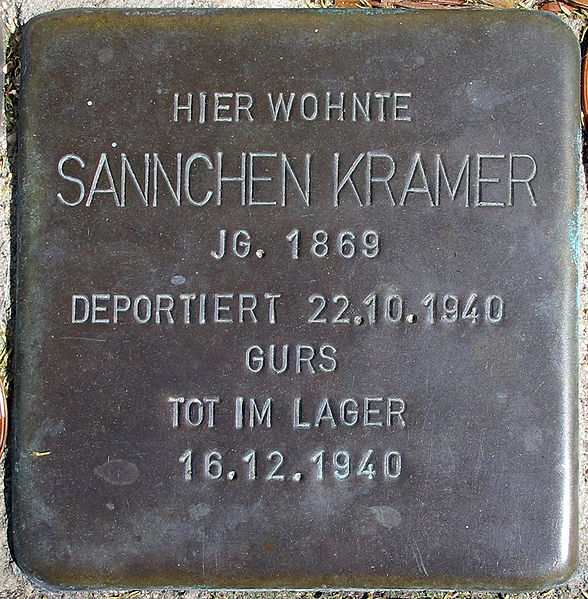 HIER WOHNTE
SANNCHEN KRAMER
JG. 1869
DEPORTIERT 22.10.1940
GURS
TOT IM LAGER
16.12.1940